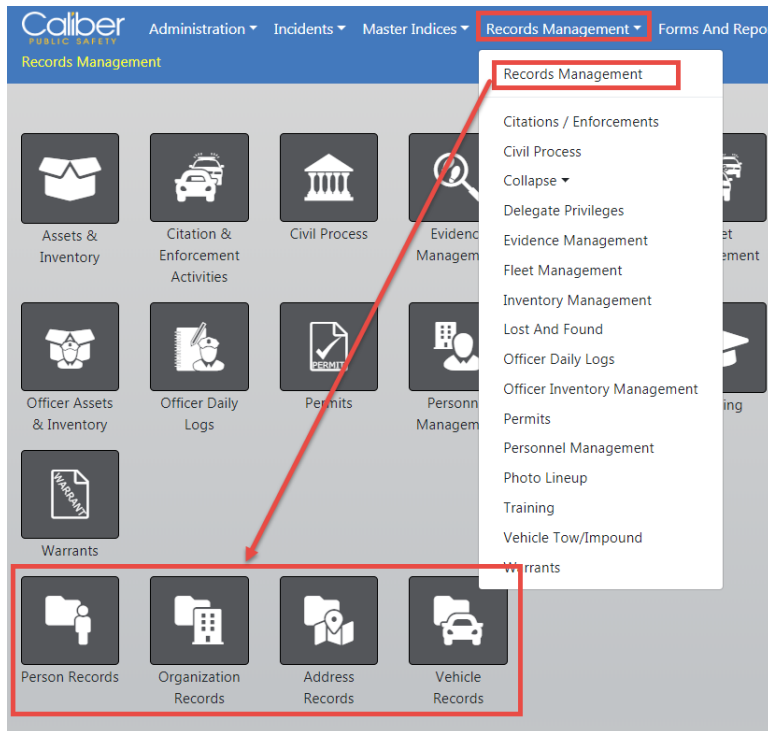 Caliber
PUBLIC SAFETY
Administration
Incidents
Master Indices
Records Management
Forms And Repo
Records Management
Records Management
Citations / Enforcements
Civil Process
Collapse
Delegate Privileges
Evidence Management
Fleet Management
Inventory Management
Lost And Found
Officer Daily Logs
Officer Inventory Management
Permits
Personnel Management
Photo Lineup
Training
Vehicle Tow/Impound
Warrants
Assets &
Inventory
Citation &
Enforcement
Activities
Civil Process
Evidenc
Managem
et
ement
Officer Assets
& Inventory
Officer Daily
Logs
PERMIT
Permits
Personn
Managem
ing
WARRANT
Warrants
Person Records
Organization
Records
Address
Records
Vehicle
Records